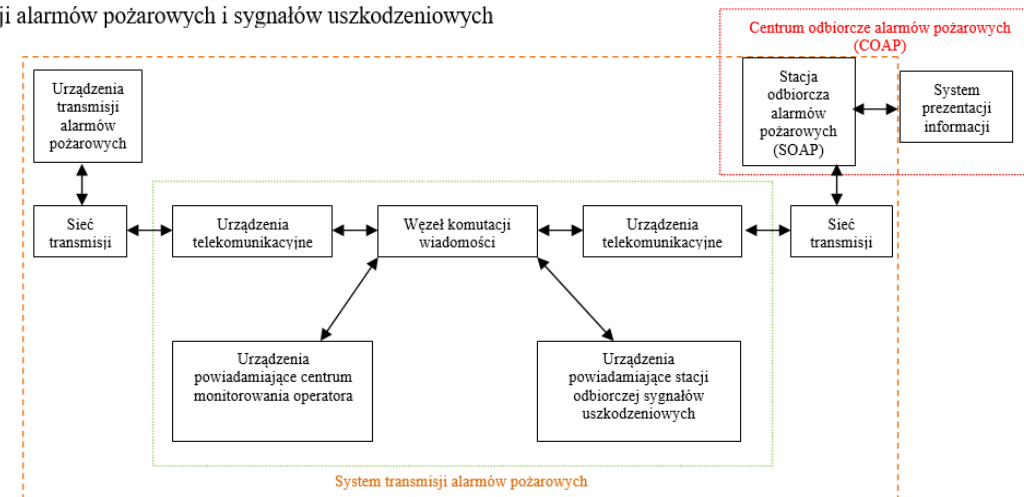 ji alarmów pożarowych i sygnałów uszkodzeniowych
Centrum odbiorcze alarmów pożarowych
(COAP)
Urządzenia
transmisji
alarmów
pożarowych
Stacja
odbiorcza
alarmów
pożarowych
(SOAP)
System
prezentacji
informacji
Sieć
transmisji
Urządzenia
telekomunikacyjne
Węzeł komutacji
wiadomości
Urządzenia
telekomunikacyjne
Sieć
transmisji
Urządzenia
powiadamiające centrum
monitorowania operatora
Urządzenia
powiadamiające stacji
odbiorczej sygnałów
uszkodzeniowych
System transmisji alarmów pożarowych